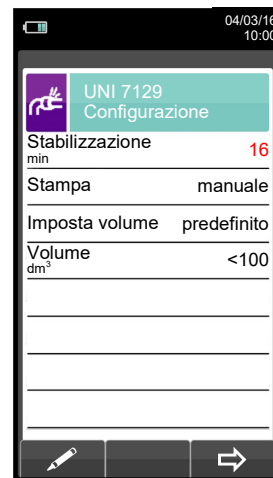 04/03/16
10:00
UNI 7129
Configurazione
Stabilizzazione 16
min
Stampa manuale
Imposta volume predefinito
Volume <100
dm³